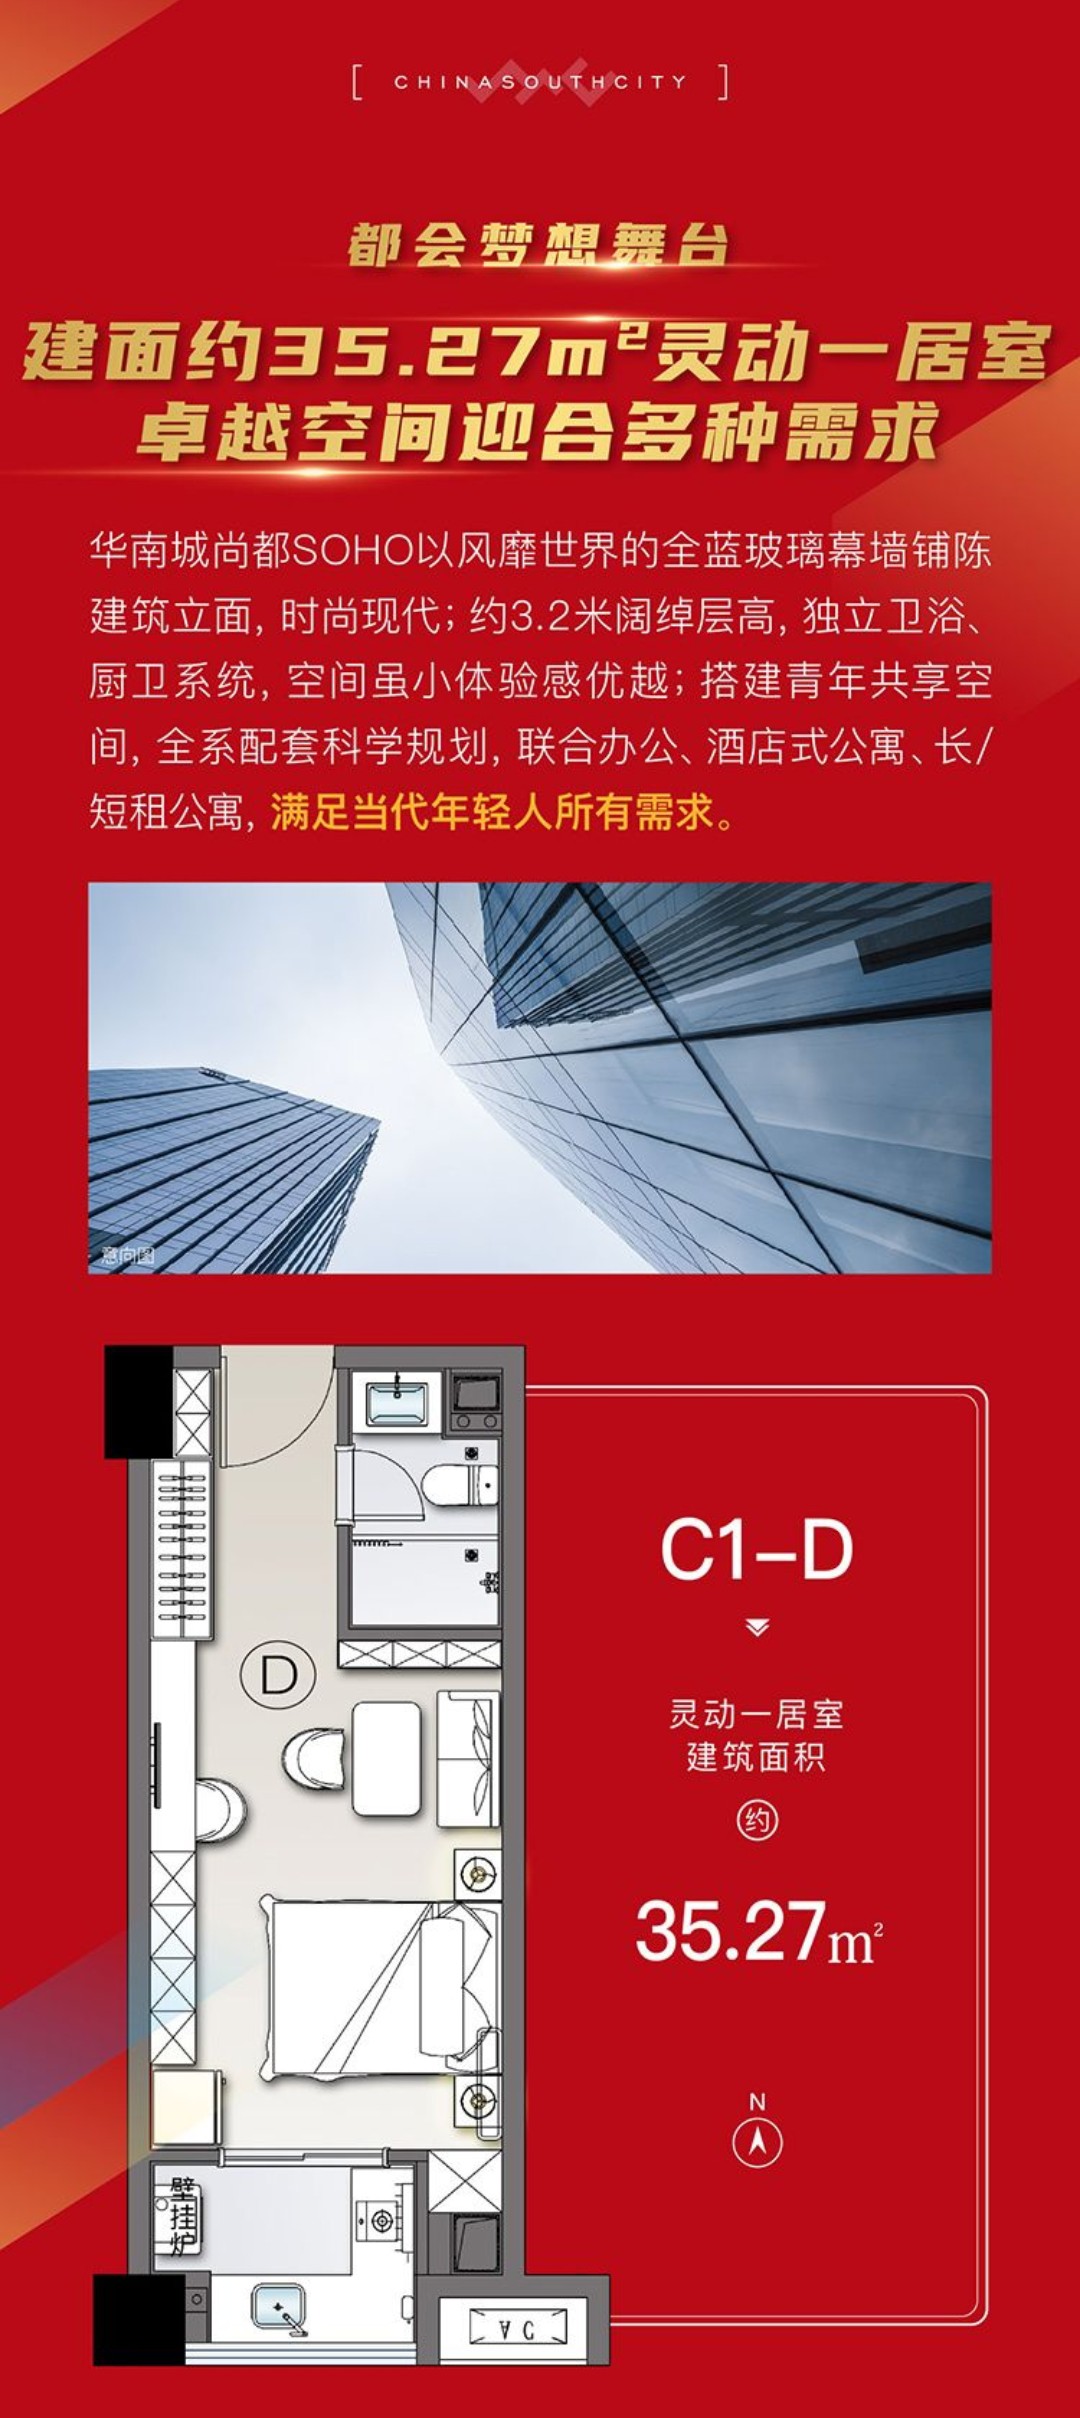 [ CHINASOUTHCITY ]
都会梦想舞台
建面约35.27m²灵动一居室
卓越空间迎合多种需求
华南城尚都SOHO以风靡世界的全蓝玻璃幕墙铺陈
建筑立面, 时尚现代; 约3.2米阔绰层高, 独立卫浴、
厨卫系统, 空间虽小体验感优越; 搭建青年共享空
间, 全系配套科学规划, 联合办公、酒店式公寓、长/
短租公寓, 满足当代年轻人所有需求。
意向图
D
C1-D
灵动一居室
建筑面积
约
35.27m²
N
壁挂炉
AC